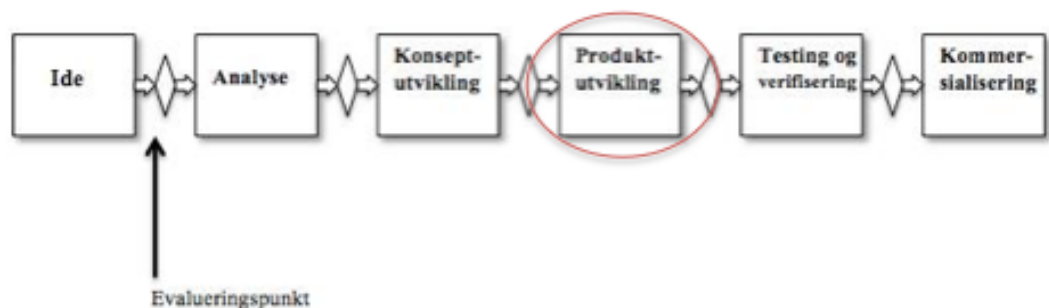 Ide
Analyse
Konsept-
utvikling
Produkt-
utvikling
Testing og
verifisering
Kommer-
sialisering
Evalueringspunkt